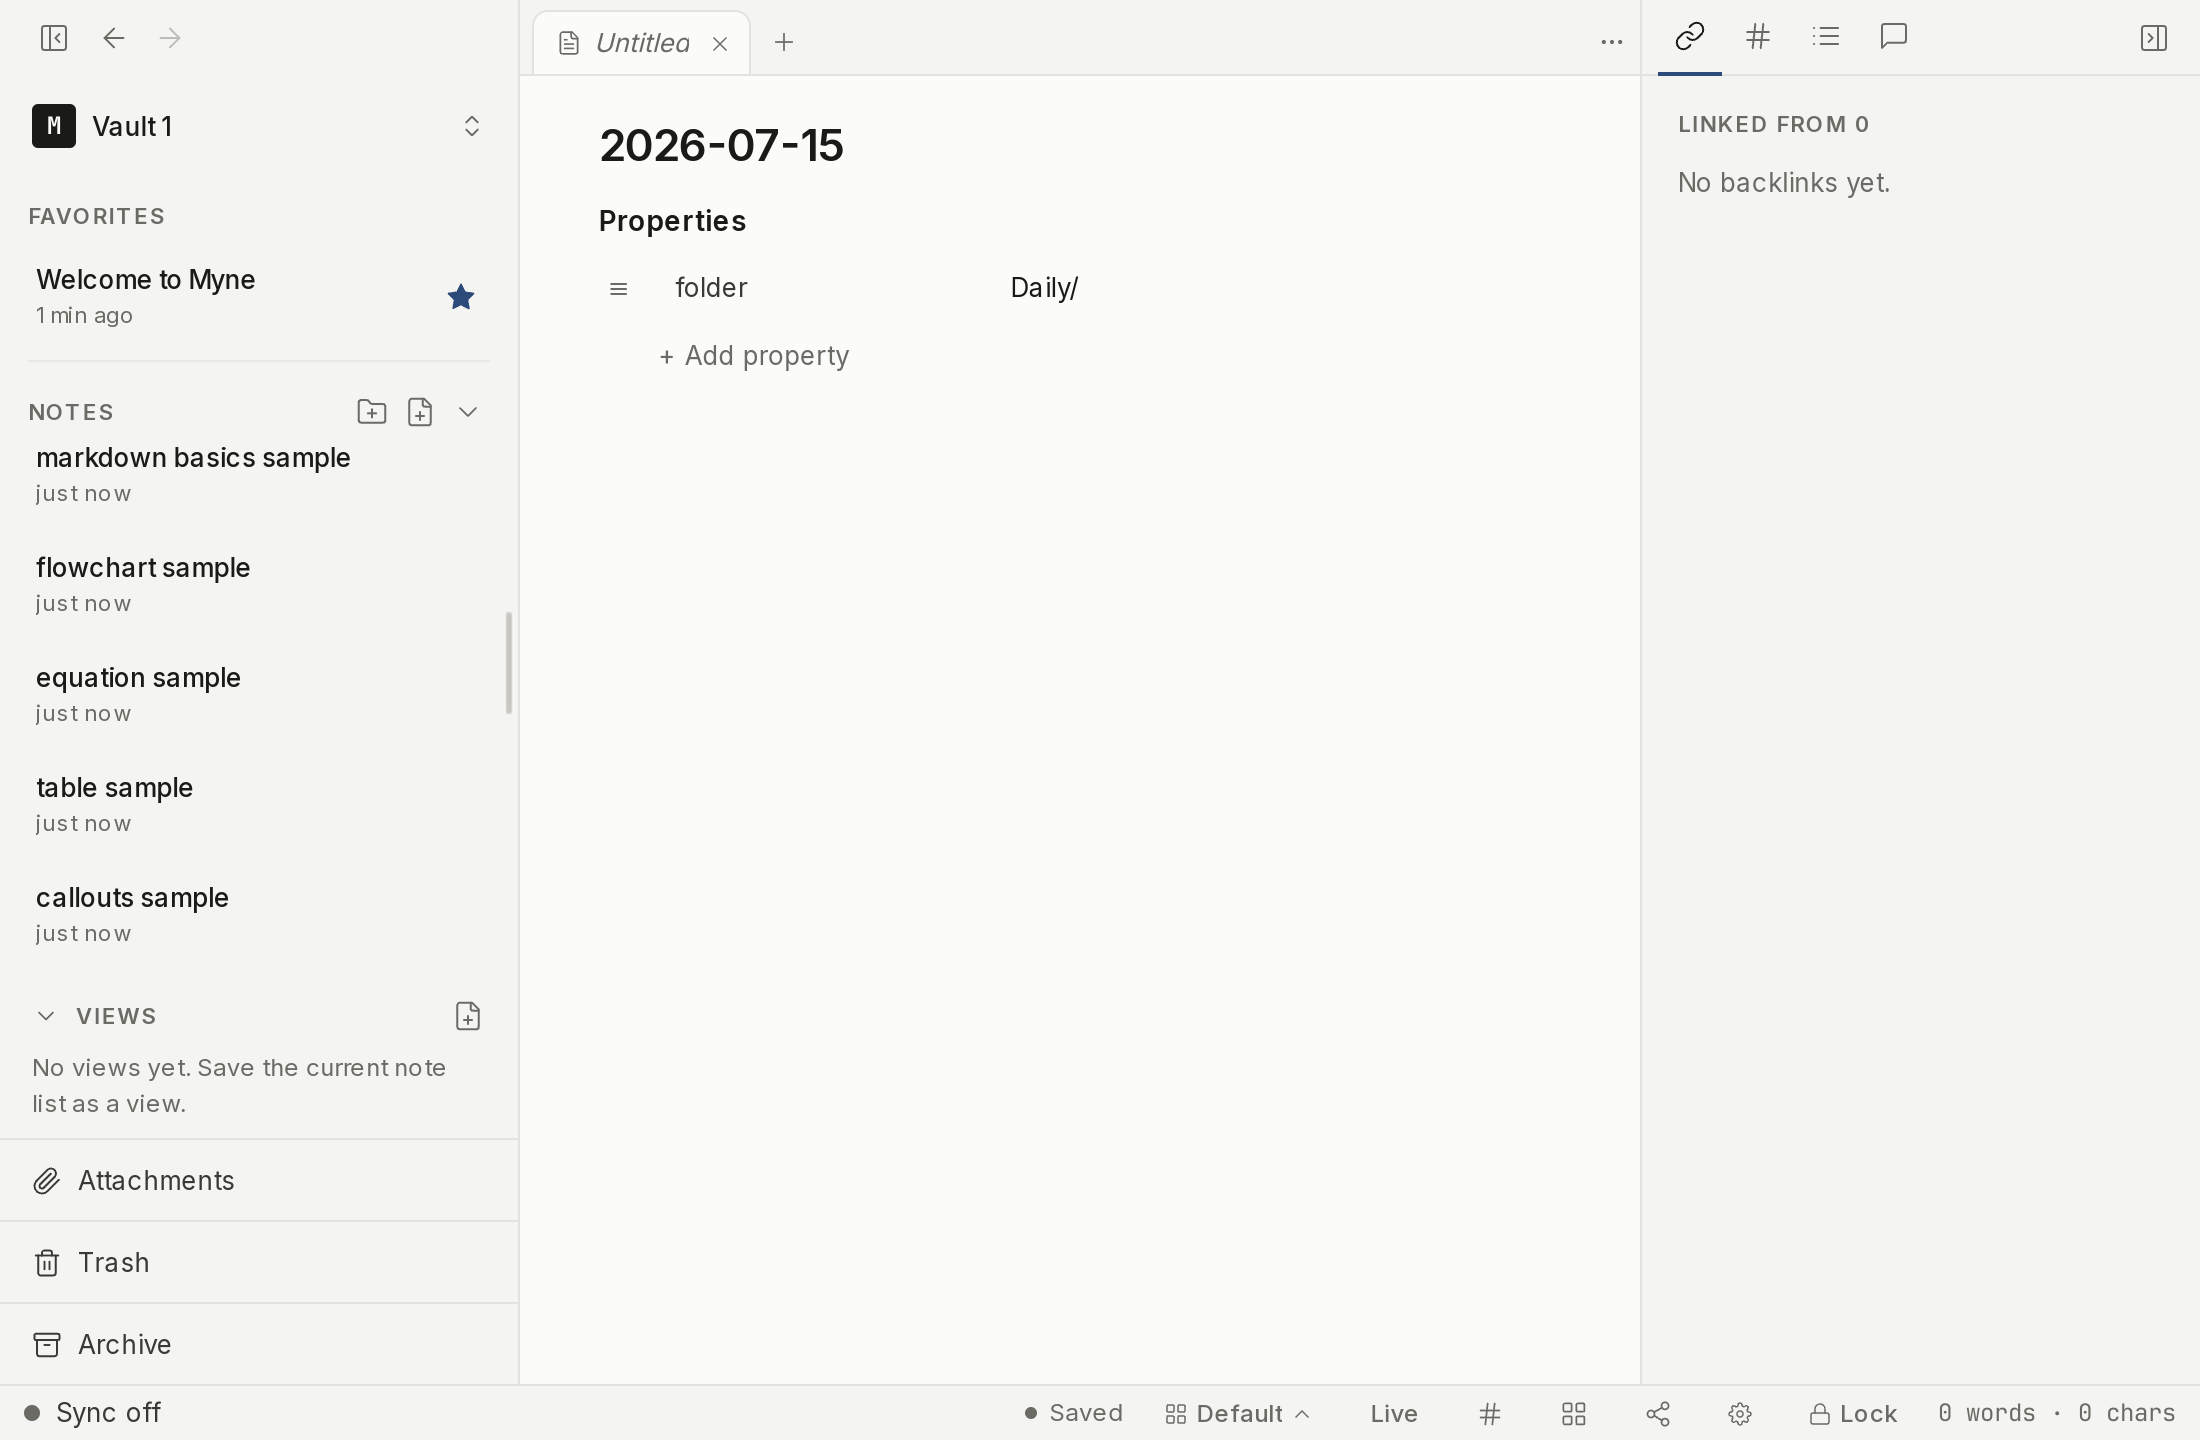 Untitled
M Vault 1
FAVORITES
Welcome to Myne
1 min ago
NOTES
markdown basics sample
just now
flowchart sample
just now
equation sample
just now
table sample
just now
callouts sample
just now
VIEWS
No views yet. Save the current note
list as a view.
Attachments
Trash
Archive
2026-07-15
Properties
folder Daily/
+ Add property
LINKED FROM 0
No backlinks yet.
Sync off
Saved Default Live Lock 0 words · 0 chars